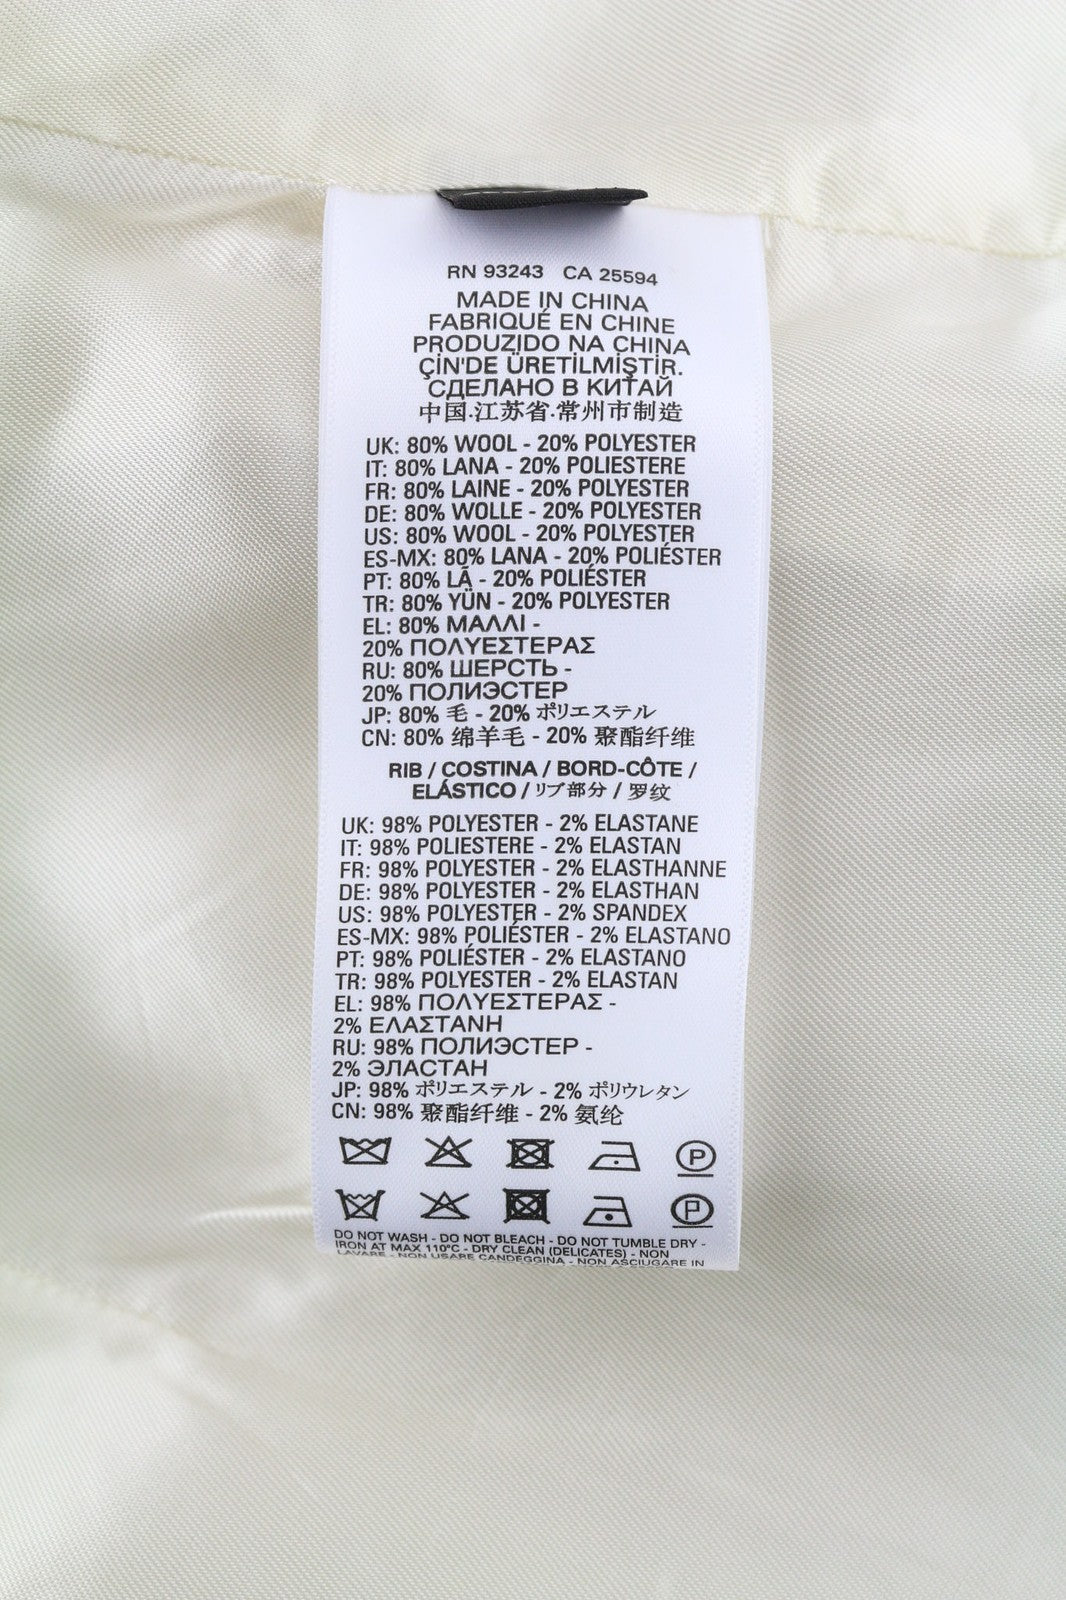 RN 93243 CA 25594
MADE IN CHINA
FABRIQUÉ EN CHINE
PRODUZIDO NA CHINA
ÇİN'DE ÜRETİLMİŞTİR.
СДЕЛАНО В КИТАЙ
中国.江苏省.常州市制造
UK: 80% WOOL - 20% POLYESTER
IT: 80% LANA - 20% POLIESTERE
FR: 80% LAINE - 20% POLYESTER
DE: 80% WOLLE - 20% POLYESTER
US: 80% WOOL - 20% POLYESTER
ES-MX: 80% LANA - 20% POLIÉSTER
PT: 80% LÃ - 20% POLIÉSTER
TR: 80% YÜN - 20% POLYESTER
EL: 80% ΜΑΛΛΙ -
20% ΠΟΛΥΕΣΤΕΡΑΣ
RU: 80% ШЕРСТЬ -
20% ПОЛИЭСТЕР
JP: 80% 毛 - 20% ポリエステル
CN: 80% 绵羊毛 - 20% 聚酯纤维
RIB / COSTINA / BORD-CÔTE /
ELÁSTICO / リブ部分 / 罗纹
UK: 98% POLYESTER - 2% ELASTANE
IT: 98% POLIESTERE - 2% ELASTAN
FR: 98% POLYESTER - 2% ELASTHANNE
DE: 98% POLYESTER - 2% ELASTHAN
US: 98% POLYESTER - 2% SPANDEX
ES-MX: 98% POLIÉSTER - 2% ELASTANO
PT: 98% POLIÉSTER - 2% ELASTANO
TR: 98% POLYESTER - 2% ELASTAN
EL: 98% ΠΟΛΥΕΣΤΕΡΑΣ -
2% ΕΛΑΣΤΑΝΗ
RU: 98% ПОЛИЭСТЕР -
2% ЭЛАСТАН
JP: 98% ポリエステル - 2% ポリウレタン
CN: 98% 聚酯纤维 - 2% 氨纶
P
P
DO NOT WASH - DO NOT BLEACH - DO NOT TUMBLE DRY -
IRON AT MAX 110°C - DRY CLEAN (DELICATES) - NON
LAVARE - NON USARE CANDEGGINA - NON ASCIUGARE IN